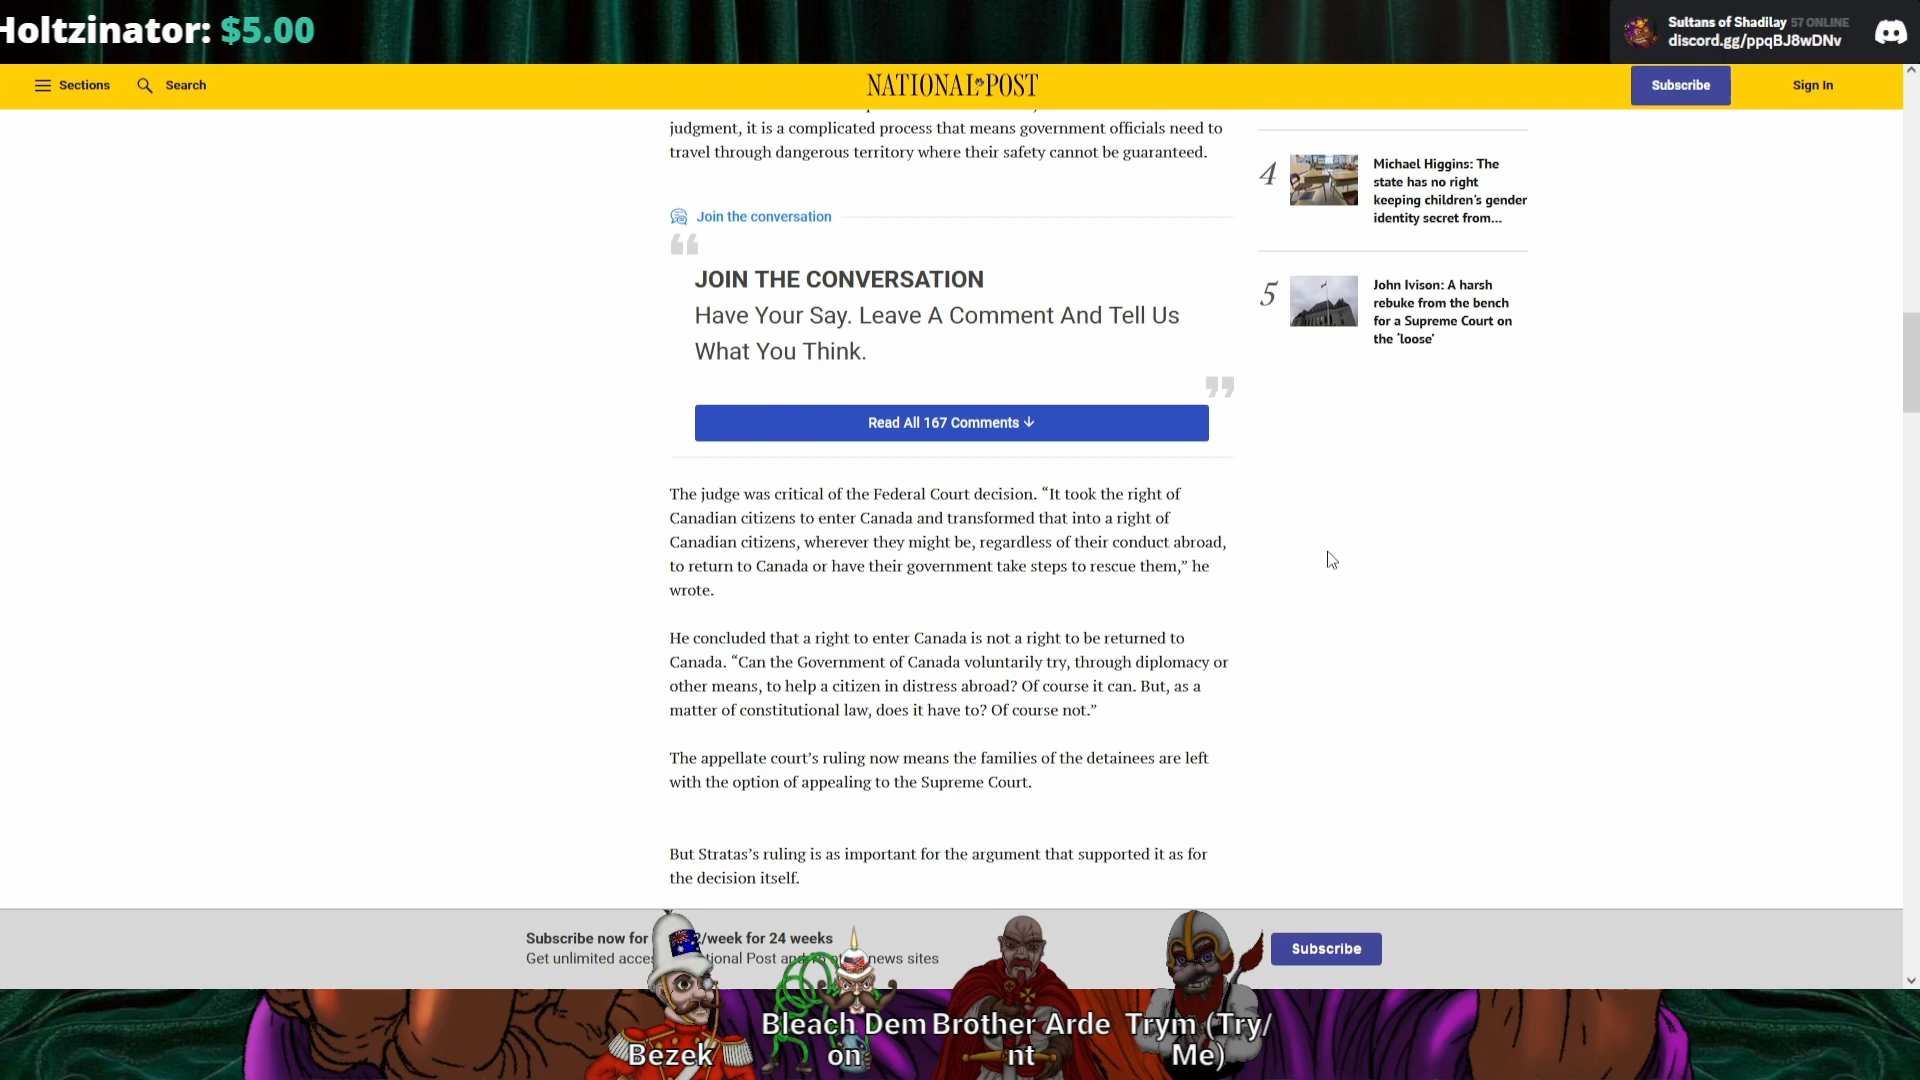 Holtzinator: $5.00
Sultans of Shadilay 57 ONLINE
discord.gg/ppqBJ8wDNv
Sections
Search
NATIONAL POST
Subscribe
Sign In
judgment, it is a complicated process that means government officials need to
travel through dangerous territory where their safety cannot be guaranteed.
Join the conversation
JOIN THE CONVERSATION
Have Your Say. Leave A Comment And Tell Us
What You Think.
Read All 167 Comments
The judge was critical of the Federal Court decision. “It took the right of
Canadian citizens to enter Canada and transformed that into a right of
Canadian citizens, wherever they might be, regardless of their conduct abroad,
to return to Canada or have their government take steps to rescue them,” he
wrote.
He concluded that a right to enter Canada is not a right to be returned to
Canada. “Can the Government of Canada voluntarily try, through diplomacy or
other means, to help a citizen in distress abroad? Of course it can. But, as a
matter of constitutional law, does it have to? Of course not.”
The appellate court’s ruling now means the families of the detainees are left
with the option of appealing to the Supreme Court.
But Stratas’s ruling is as important for the argument that supported it as for
the decision itself.
4
Michael Higgins: The
state has no right
keeping children's gender
identity secret from...
5
John Ivison: A harsh
rebuke from the bench
for a Supreme Court on
the ‘loose’
Subscribe now for /week for 24 weeks
Get unlimited news sites
Subscribe
Bezek
Bleach Dem
on
Brother Arde
nt
Trym (Try/
Me)